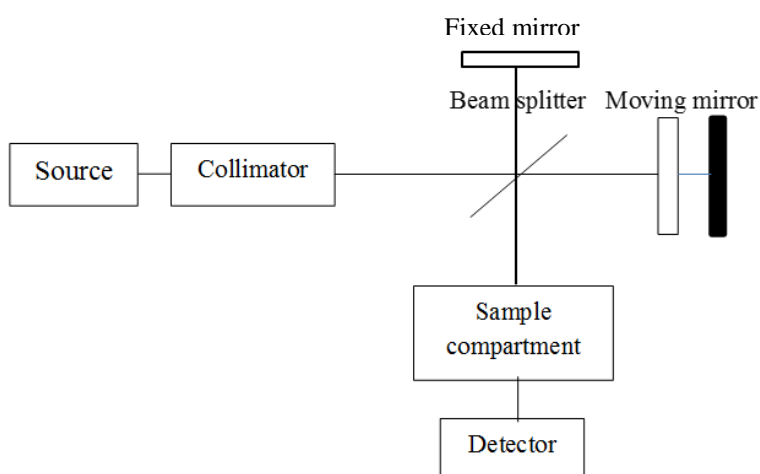 Fixed mirror
Beam splitter
Moving mirror
Source
Collimator
Sample
compartment
Detector